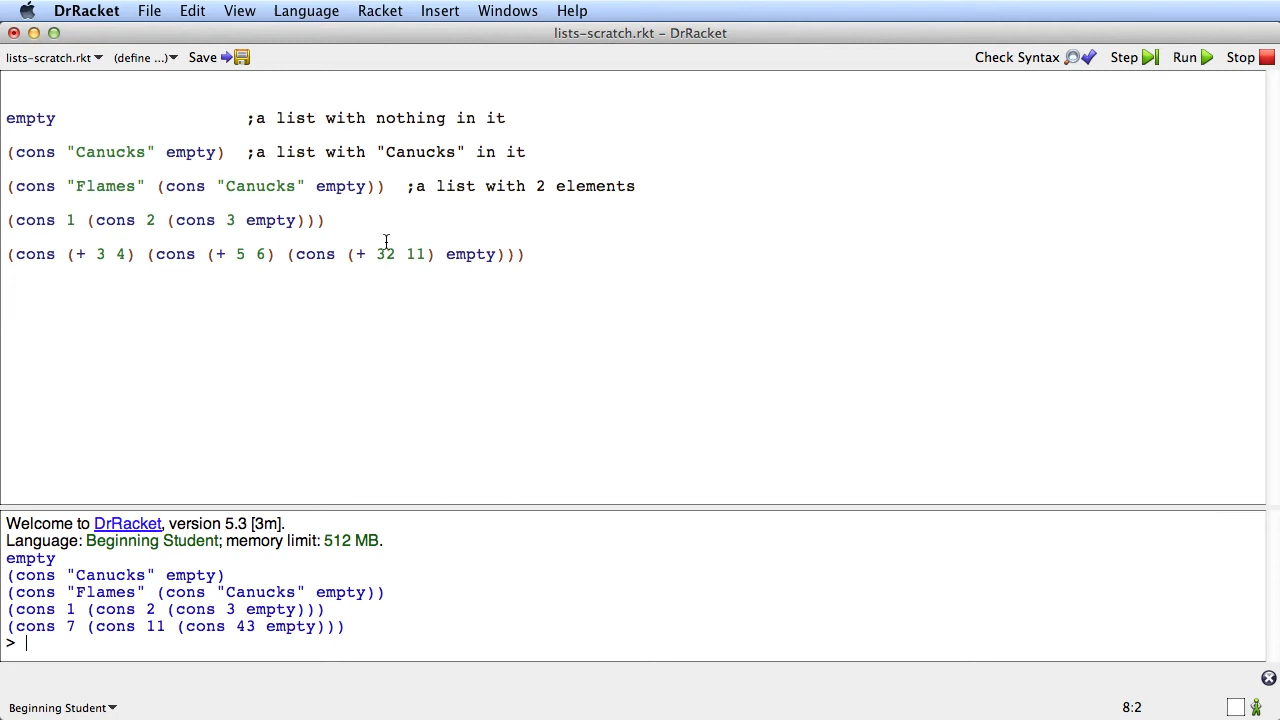 DrRacket File Edit View Language Racket Insert Windows Help
lists-scratch.rkt – DrRacket
lists-scratch.rkt (define ...) Save Check Syntax Step Run Stop
empty ;a list with nothing in it
(cons "Canucks" empty) ;a list with "Canucks" in it
(cons "Flames" (cons "Canucks" empty)) ;a list with 2 elements
(cons 1 (cons 2 (cons 3 empty)))
(cons (+ 3 4) (cons (+ 5 6) (cons (+ 32 11) empty)))
Welcome to DrRacket, version 5.3 [3m].
Language: Beginning Student; memory limit: 512 MB.
empty
(cons "Canucks" empty)
(cons "Flames" (cons "Canucks" empty))
(cons 1 (cons 2 (cons 3 empty)))
(cons 7 (cons 11 (cons 43 empty)))
>
Beginning Student 8:2